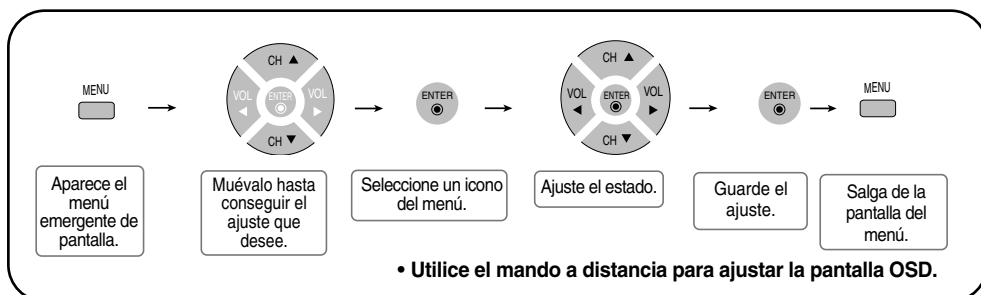 MENU
CH ▲
VOL ◄
ENTER
VOL ►
CH ▼
ENTER
CH ▲
VOL ◄
ENTER
VOL ►
CH ▼
ENTER
MENU
Aparece el
menú
emergente de
pantalla.
Muévalo hasta
conseguir el
ajuste que
desee.
Seleccione un icono
del menú.
Ajuste el estado.
Guarde el
ajuste.
Salga de la
pantalla del
menú.
• Utilice el mando a distancia para ajustar la pantalla OSD.